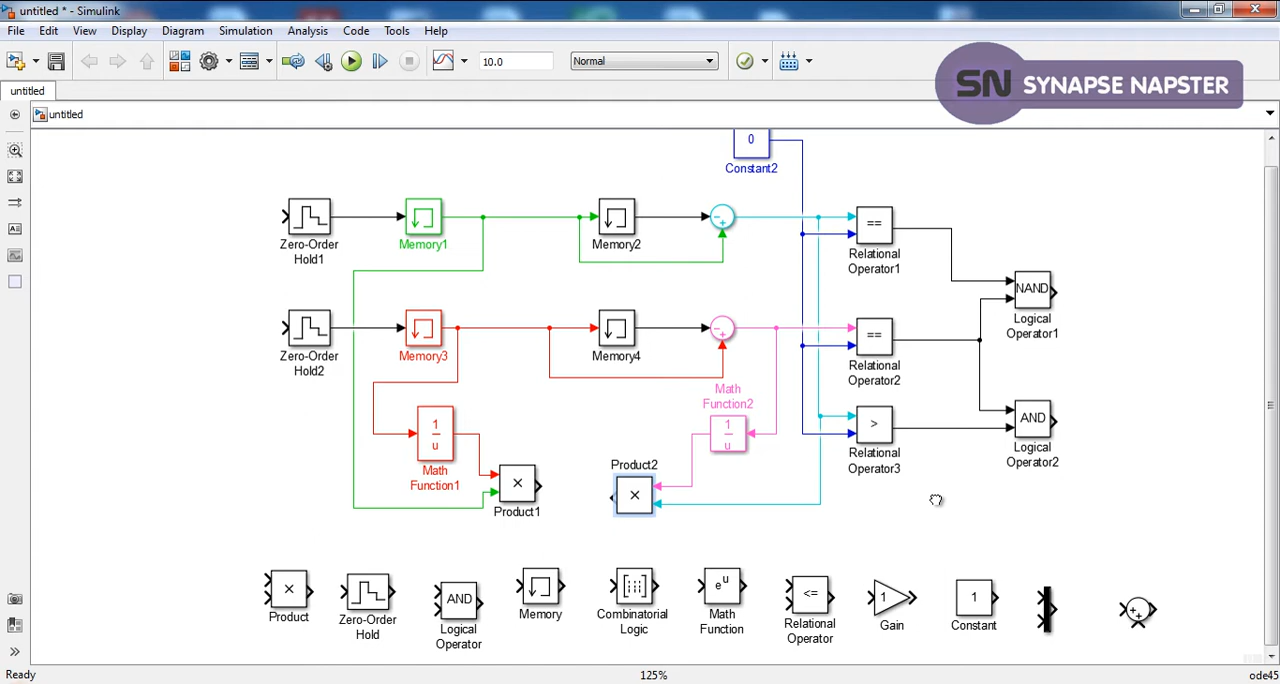 untitled * - Simulink
File Edit View Display Diagram Simulation Analysis Code Tools Help
10.0
Normal
SN SYNAPSE NAPSTER
untitled
untitled
0
Constant2
Zero-Order
Hold1
Memory1
Memory2
- +
==
Relational
Operator1
NAND
Logical
Operator1
Zero-Order
Hold2
Memory3
Memory4
- +
==
Relational
Operator2
Math
Function2
1
u
>
Relational
Operator3
AND
Logical
Operator2
1
u
Math
Function1
×
Product1
Product2
×
×
Product
Zero-Order
Hold
AND
Logical
Operator
Memory
Combinatorial
Logic
eu
Math
Function
<=
Relational
Operator
1
Gain
1
Constant
+ +
Ready
125%
ode45